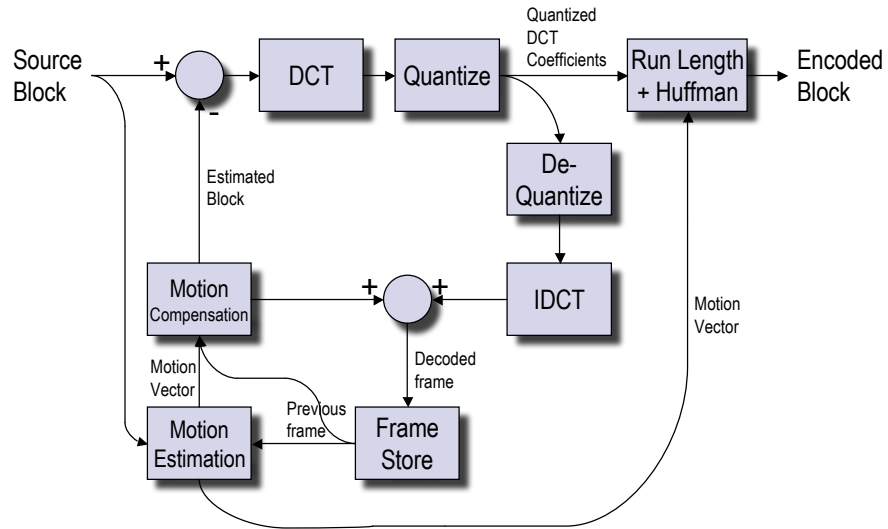 Quantized
DCT
Coefficients
Source
Block
+
-
DCT
Quantize
Run Length
+ Huffman
Encoded
Block
De-
Quantize
Estimated
Block
Motion
Compensation
+
+
IDCT
Motion
Vector
Motion
Vector
Decoded
frame
Previous
frame
Motion
Estimation
Frame
Store